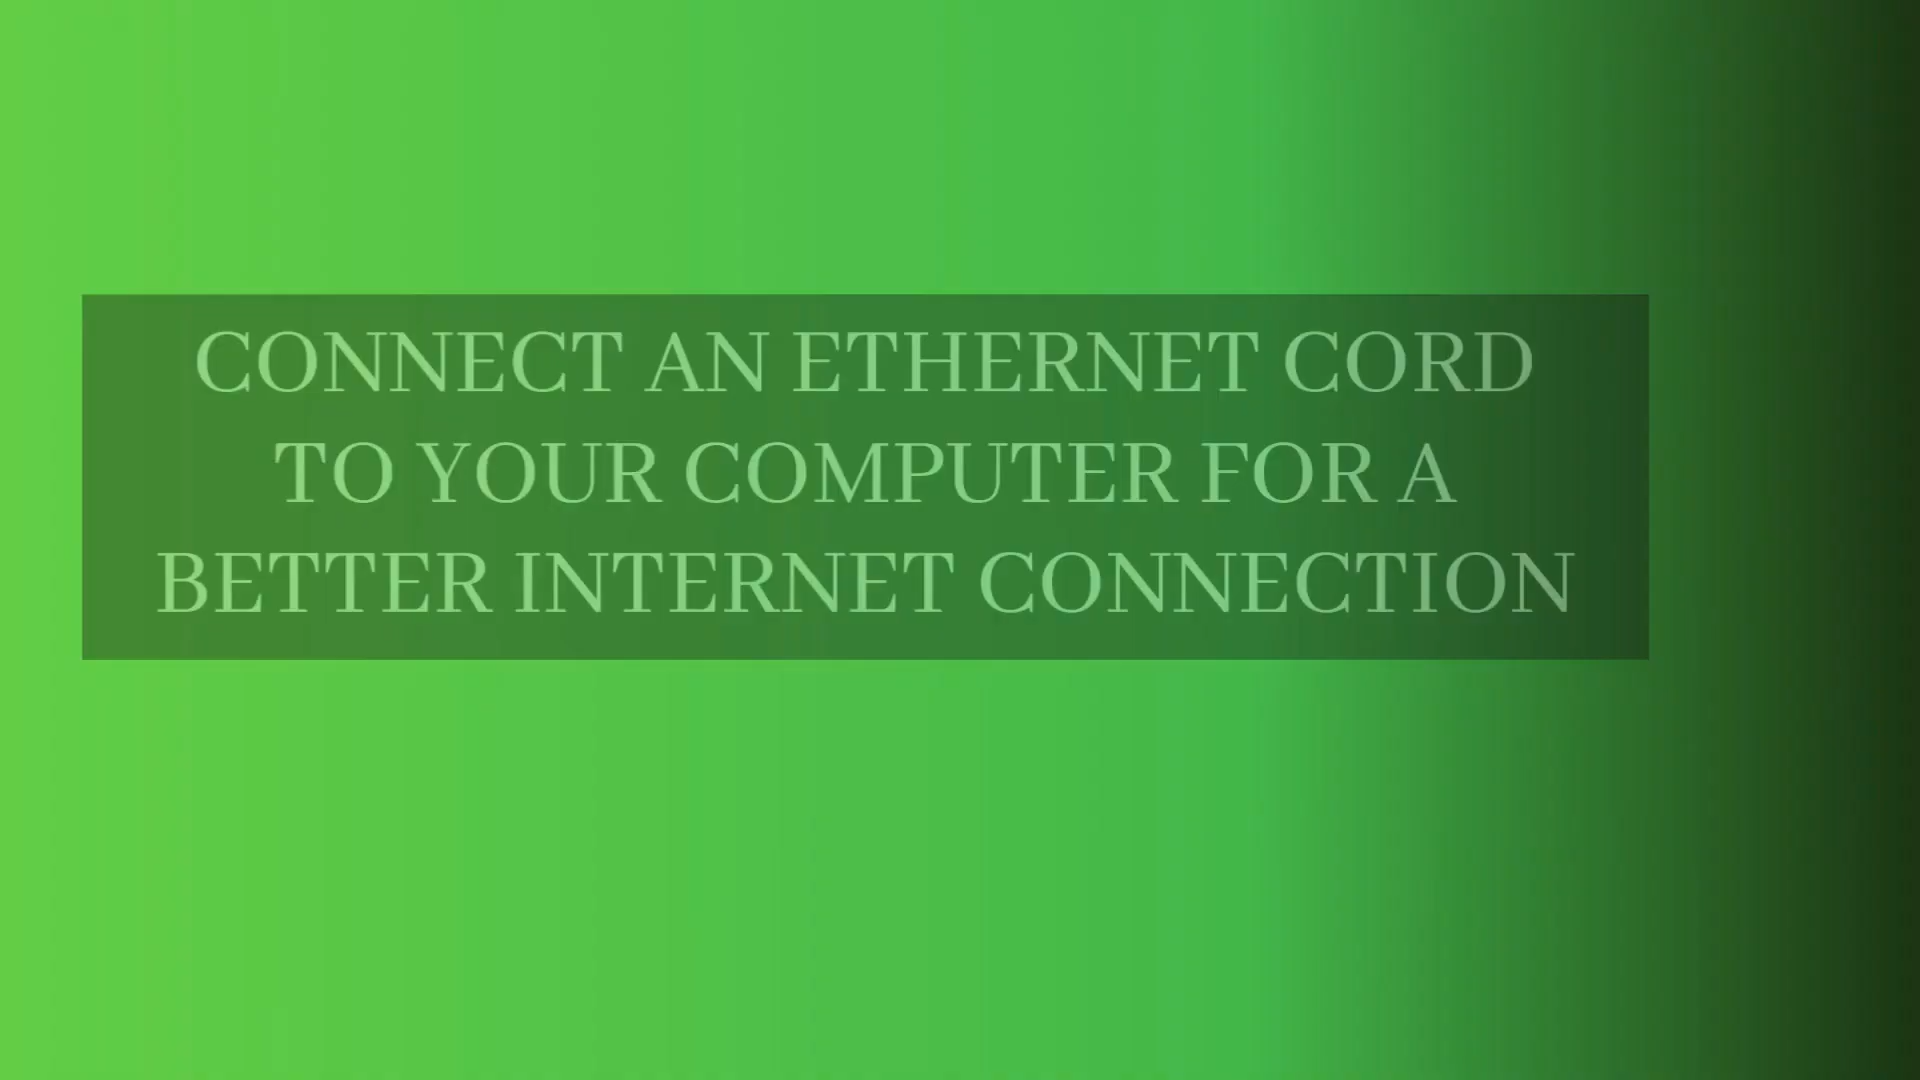 CONNECT AN ETHERNET CORD
TO YOUR COMPUTER FOR A
BETTER INTERNET CONNECTION